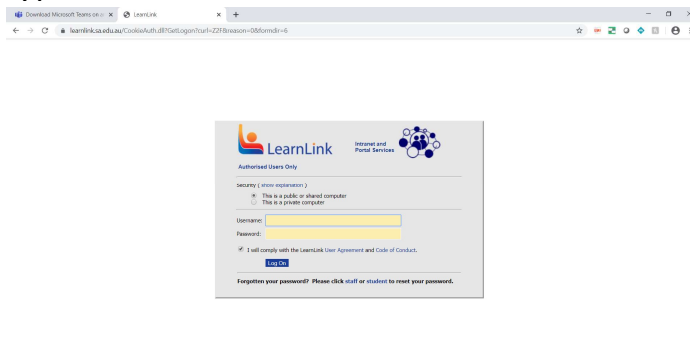 Download Microsoft Teams on
LearnLink
learnlink.sa.edu.au/CookieAuth.dll?GetLogon?curl=Z2F&reason=0&formdir=6
LearnLink
Intranet and
Portal Services
Authorised Users Only
Security ( show explanation )
This is a public or shared computer
This is a private computer
Username:
Password:
I will comply with the LearnLink User Agreement and Code of Conduct.
Log On
Forgotten your password? Please click staff or student to reset your password.